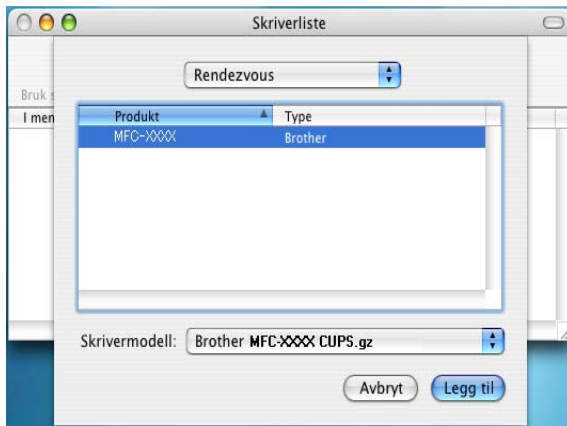 Skriverliste
Rendezvous
Bruk s
I men
Produkt Type
MFC-XXXX Brother
Skrivermodell: Brother MFC-XXXX CUPS.gz
Avbryt Legg til